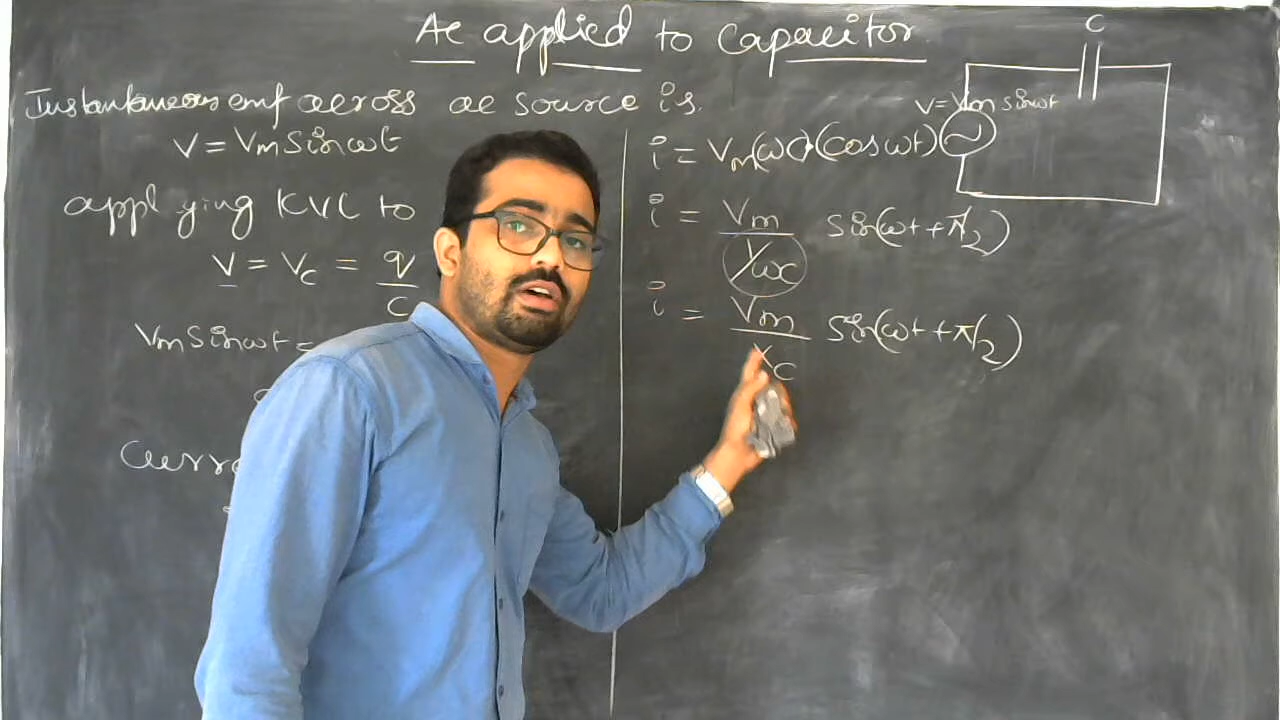 Ac applied to capacitor
Instantaneous emf across ac source is.
V = Vm Sinωt
applying KVL to
V = Vc = q/C
Vm Sinωt =
Curre
C
V = Vm sinωt
i = Vm(ωC)(cosωt)
i = Vm/(1/ωC) sin(ωt + π/2)
i = Vm/Xc sin(ωt + π/2)